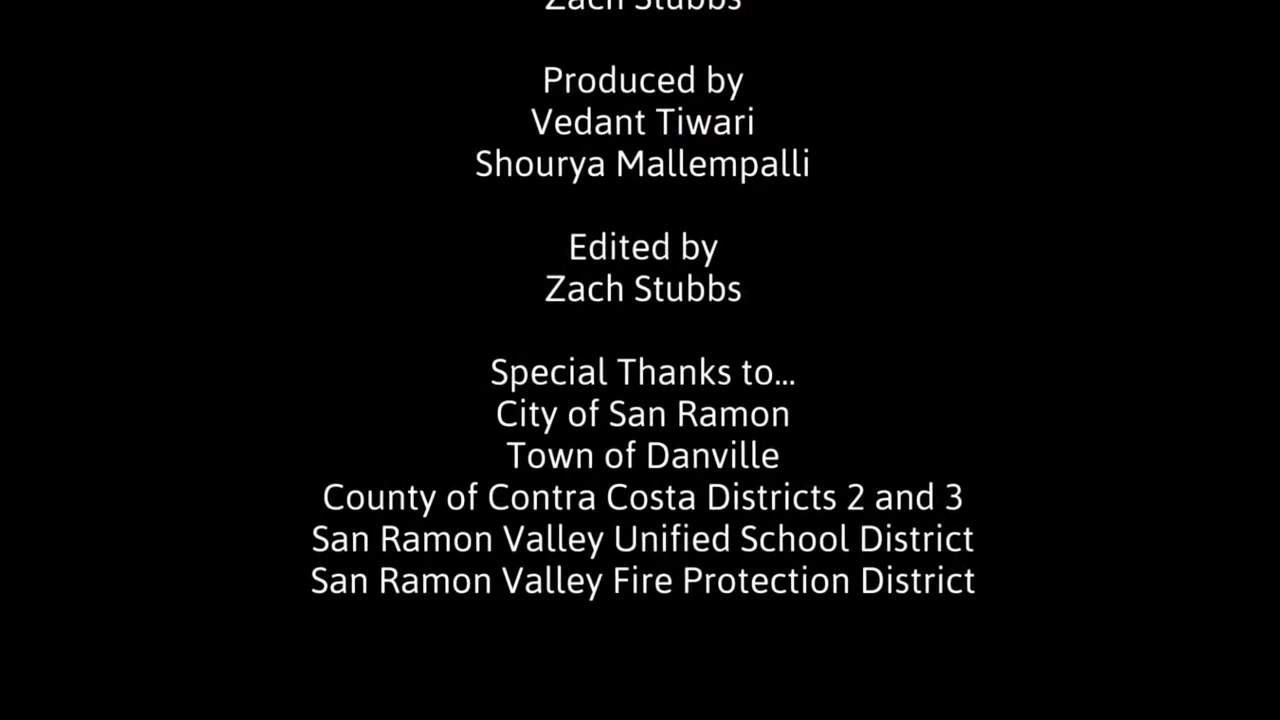 Zach Stubbs
Produced by
Vedant Tiwari
Shourya Mallempalli
Edited by
Zach Stubbs
Special Thanks to...
City of San Ramon
Town of Danville
County of Contra Costa Districts 2 and 3
San Ramon Valley Unified School District
San Ramon Valley Fire Protection District